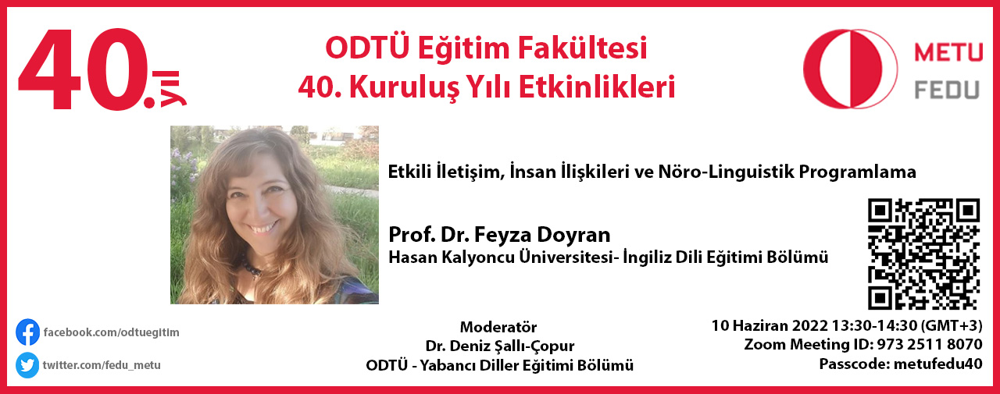 40.
yıl
ODTÜ Eğitim Fakültesi
40. Kuruluş Yılı Etkinlikleri
METU
FEDU
Etkili İletişim, İnsan İlişkileri ve Nöro-Linguistik Programlama
Prof. Dr. Feyza Doyran
Hasan Kalyoncu Üniversitesi- İngiliz Dili Eğitimi Bölümü
facebook.com/odtuegitim
twitter.com/fedu_metu
Moderatör
Dr. Deniz Şallı-Çopur
ODTÜ - Yabancı Diller Eğitimi Bölümü
10 Haziran 2022 13:30-14:30 (GMT+3)
Zoom Meeting ID: 973 2511 8070
Passcode: metufedu40